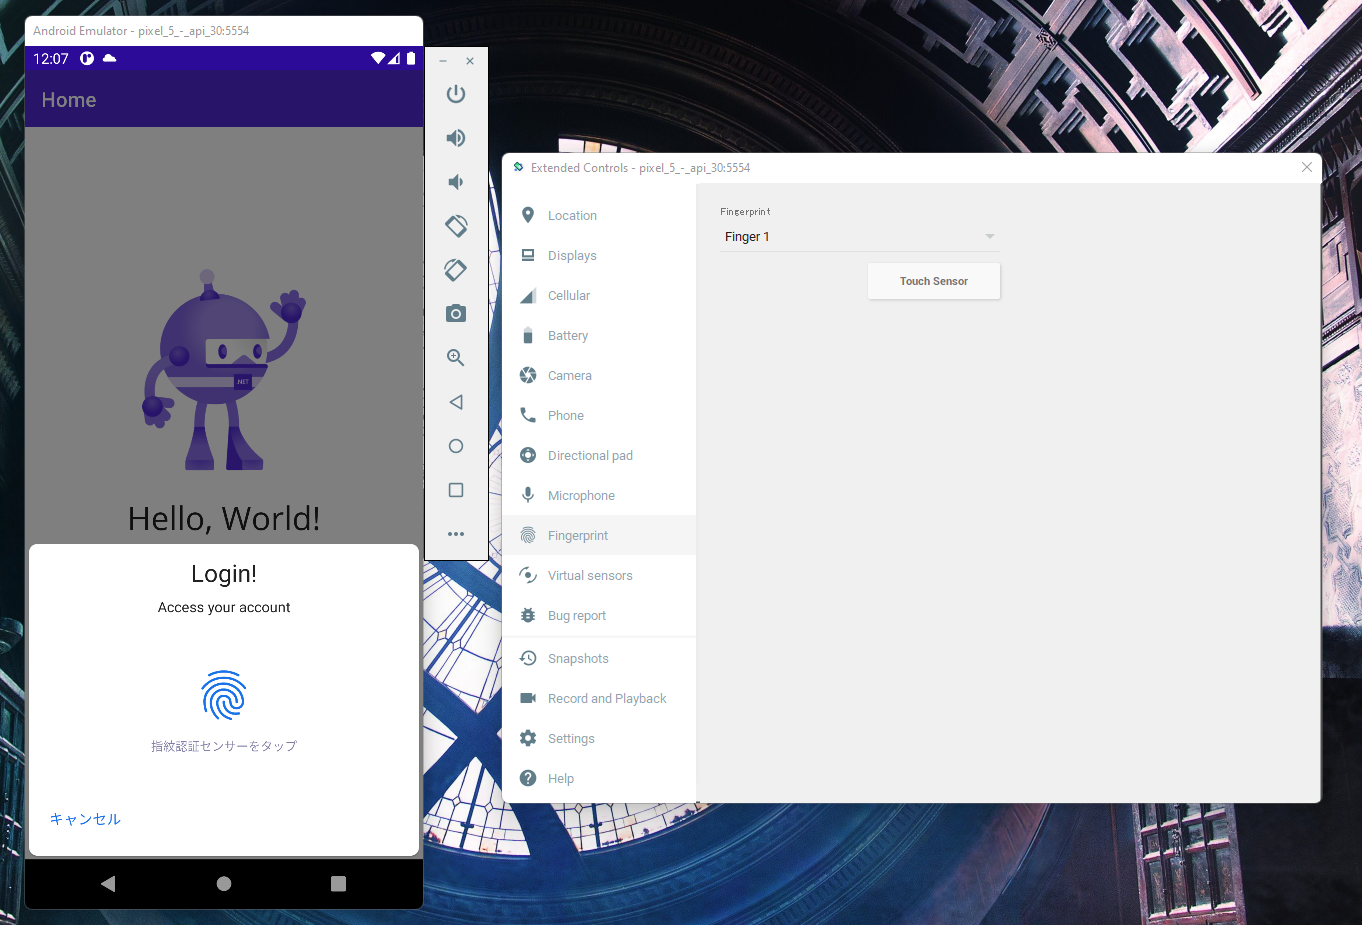 Android Emulator - pixel_5_-_api_30:5554
12:07
Home
.NET
Hello, World!
Login!
Access your account
指紋認証センサーをタップ
キャンセル
Extended Controls - pixel_5_-_api_30:5554
Location
Displays
Cellular
Battery
Camera
Phone
Directional pad
Microphone
Fingerprint
Virtual sensors
Bug report
Snapshots
Record and Playback
Settings
Help
Fingerprint
Finger 1
Touch Sensor